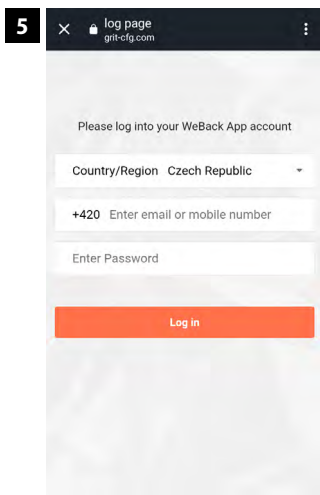 5
log page
grit-cfg.com
Please log into your WeBack App account
Country/Region Czech Republic
+420 Enter email or mobile number
Enter Password
Log in